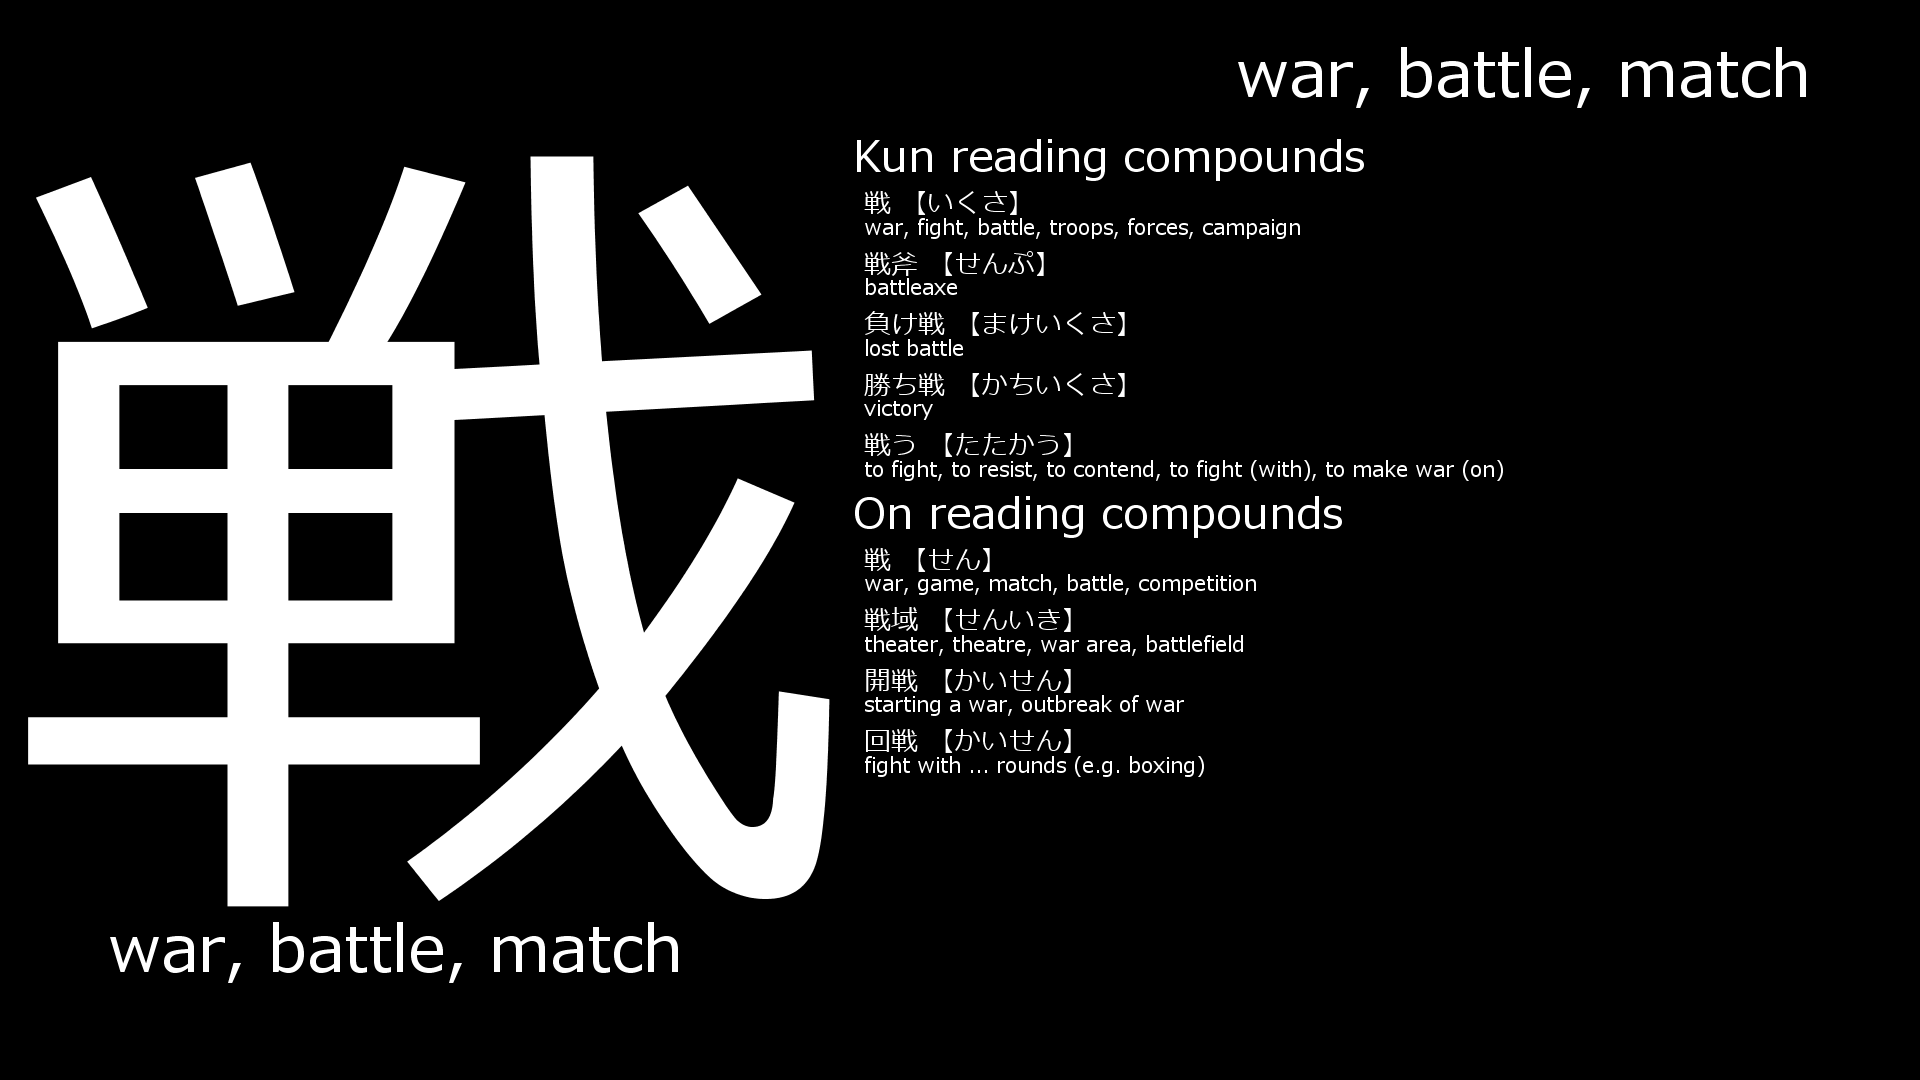 war, battle, match
戦
Kun reading compounds
戦 【いくさ】
war, fight, battle, troops, forces, campaign
戦斧 【せんぷ】
battleaxe
負け戦 【まけいくさ】
lost battle
勝ち戦 【かちいくさ】
victory
戦う 【たたかう】
to fight, to resist, to contend, to fight (with), to make war (on)
On reading compounds
戦 【せん】
war, game, match, battle, competition
戦域 【せんいき】
theater, theatre, war area, battlefield
開戦 【かいせん】
starting a war, outbreak of war
回戦 【かいせん】
fight with ... rounds (e.g. boxing)
war, battle, match